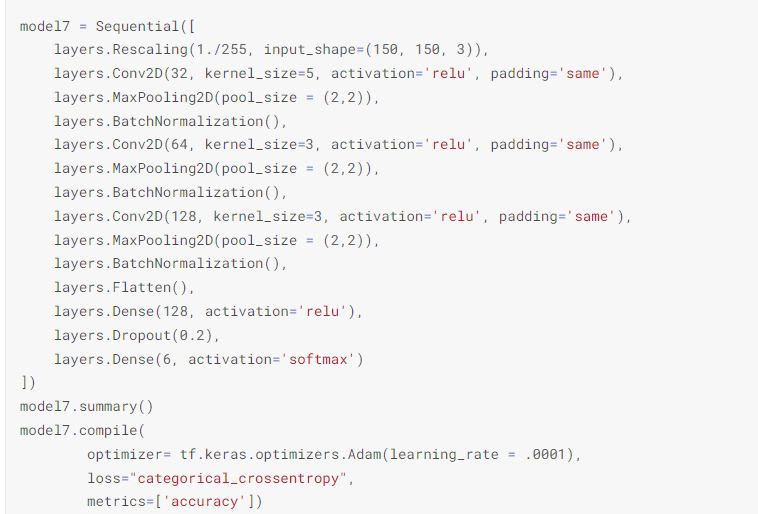 model7 = Sequential([
    layers.Rescaling(1./255, input_shape=(150, 150, 3)),
    layers.Conv2D(32, kernel_size=5, activation='relu', padding='same'),
    layers.MaxPooling2D(pool_size = (2,2)),
    layers.BatchNormalization(),
    layers.Conv2D(64, kernel_size=3, activation='relu', padding='same'),
    layers.MaxPooling2D(pool_size = (2,2)),
    layers.BatchNormalization(),
    layers.Conv2D(128, kernel_size=3, activation='relu', padding='same'),
    layers.MaxPooling2D(pool_size = (2,2)),
    layers.BatchNormalization(),
    layers.Flatten(),
    layers.Dense(128, activation='relu'),
    layers.Dropout(0.2),
    layers.Dense(6, activation='softmax')
])
model7.summary()
model7.compile(
        optimizer= tf.keras.optimizers.Adam(learning_rate = .0001),
        loss="categorical_crossentropy",
        metrics=['accuracy'])